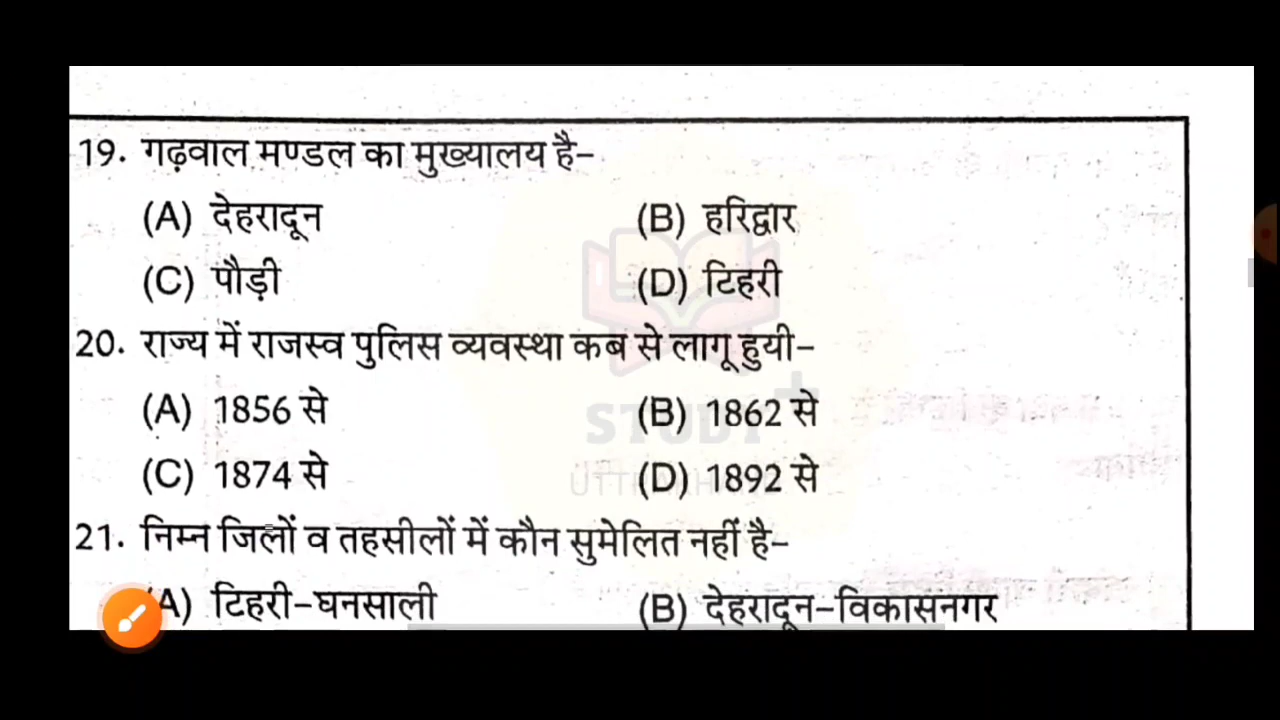 19. गढ़वाल मण्डल का मुख्यालय है–
(A) देहरादून (B) हरिद्वार
(C) पौड़ी (D) टिहरी
20. राज्य में राजस्व पुलिस व्यवस्था कब से लागू हुयी–
(A) 1856 से (B) 1862 से
(C) 1874 से (D) 1892 से
STUDY
21. निम्न जिलों व तहसीलों में कौन सुमेलित नहीं है–
A) टिहरी–घनसाली (B) देहरादून–विकासनगर